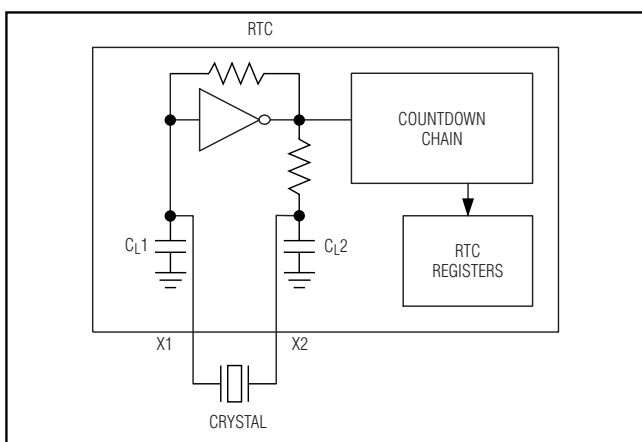 RTC
COUNTDOWN
CHAIN
CL1
CL2
RTC
REGISTERS
X1
X2
CRYSTAL